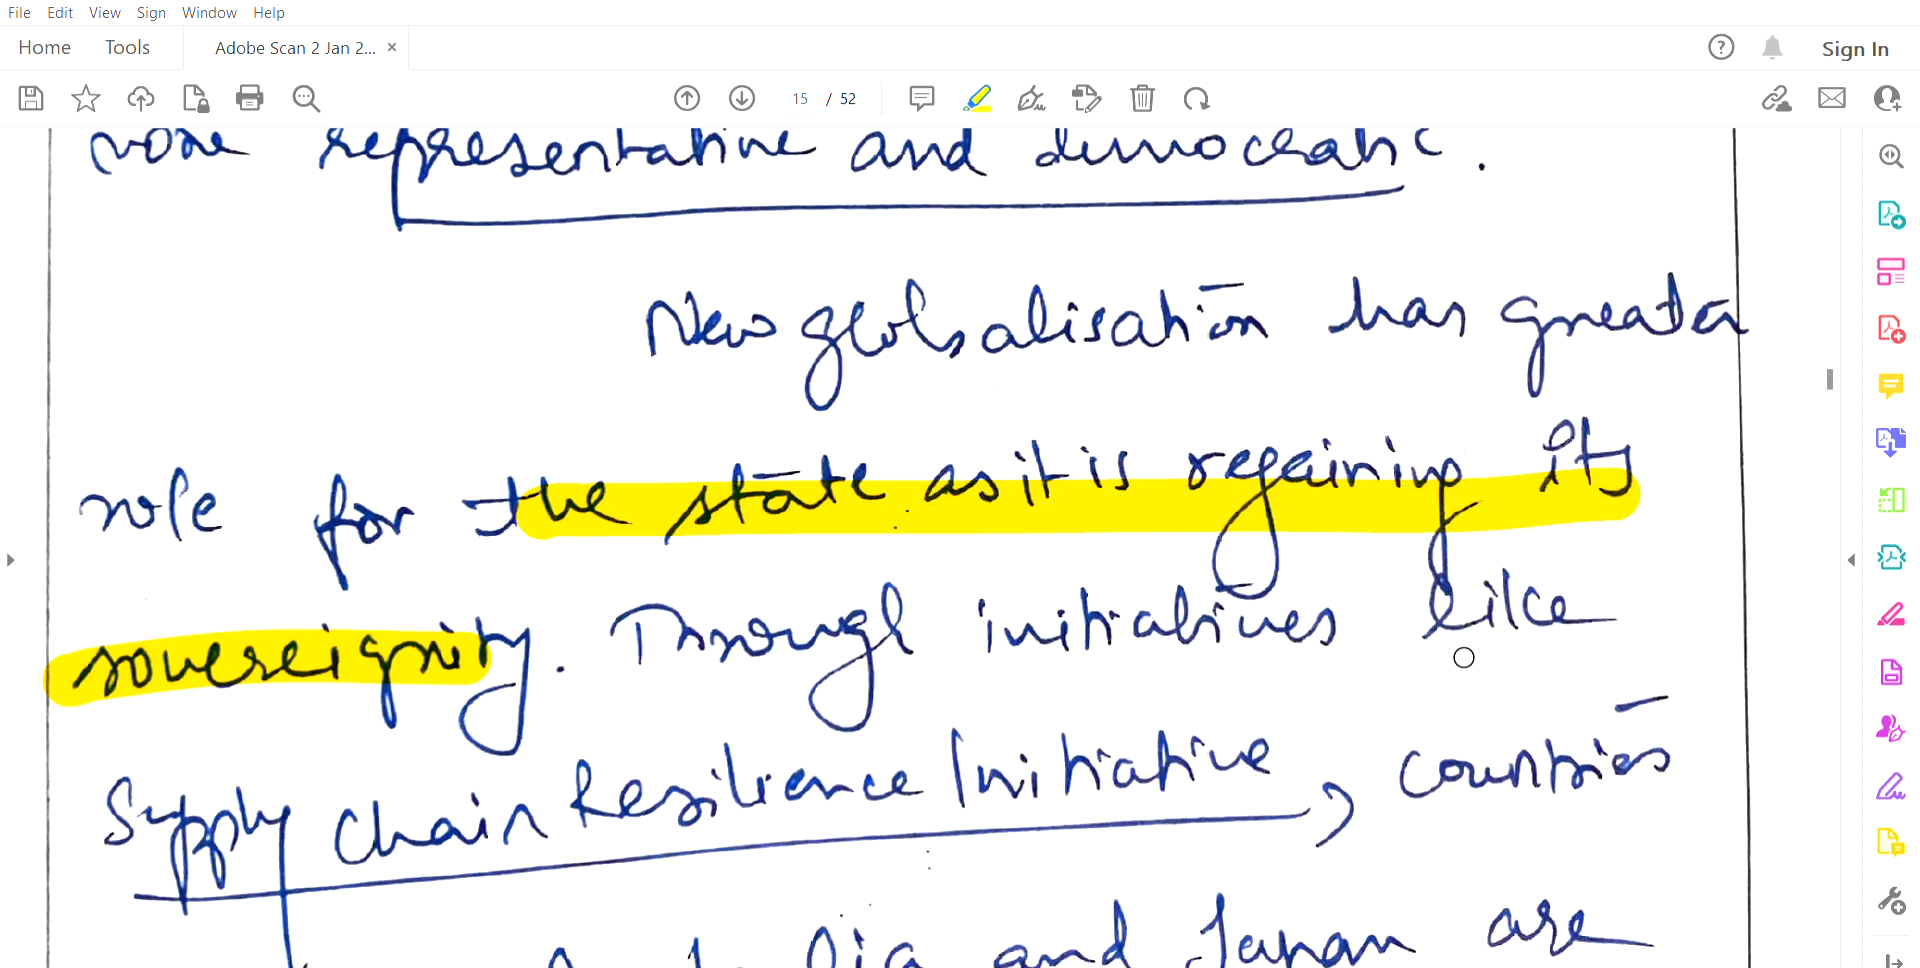 File Edit View Sign Window Help
Home Tools Adobe Scan 2 Jan 2... × Sign In
15 / 52
more representative and democratic.
New globalisation has greater
role for the state as it is regaining its
sovereignity. Through initiatives like
Supply Chain Resilience Initiative, countries
and Japan are